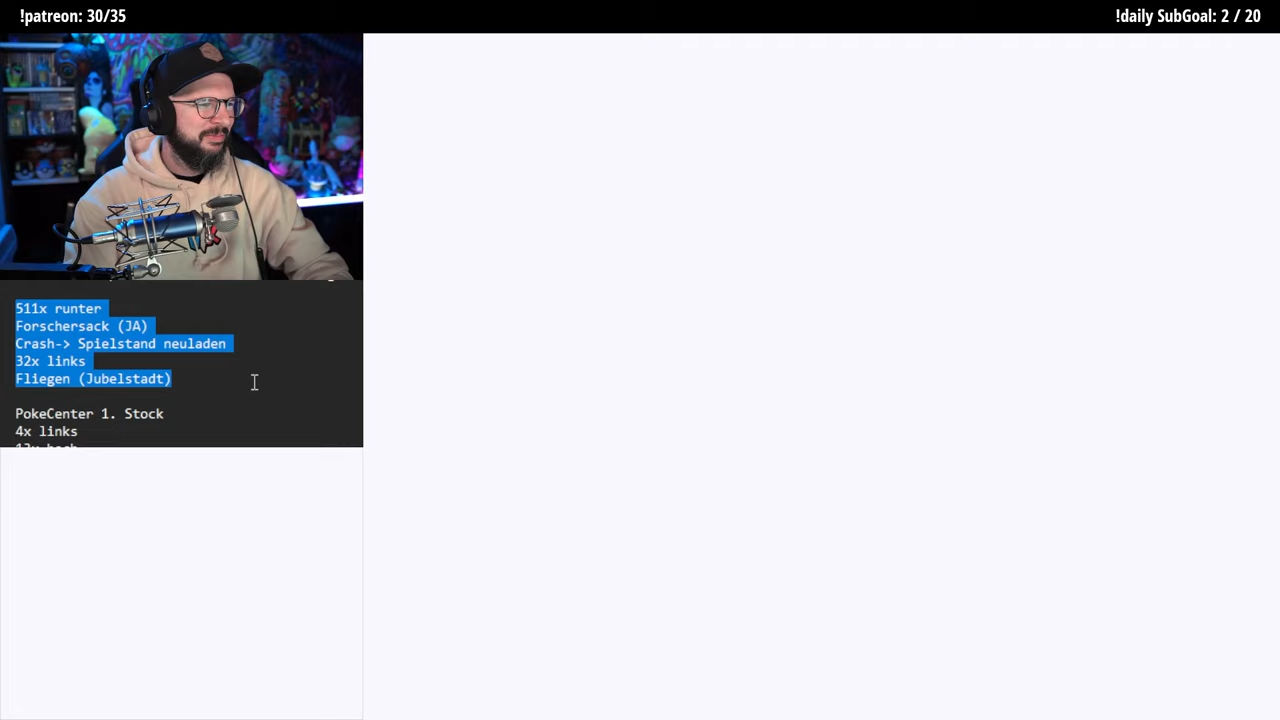 !patreon: 30/35
!daily SubGoal: 2 / 20
511x runter
Forschersack (JA)
Crash-> Spielstand neuladen
32x links
Fliegen (Jubelstadt)
PokeCenter 1. Stock
4x links